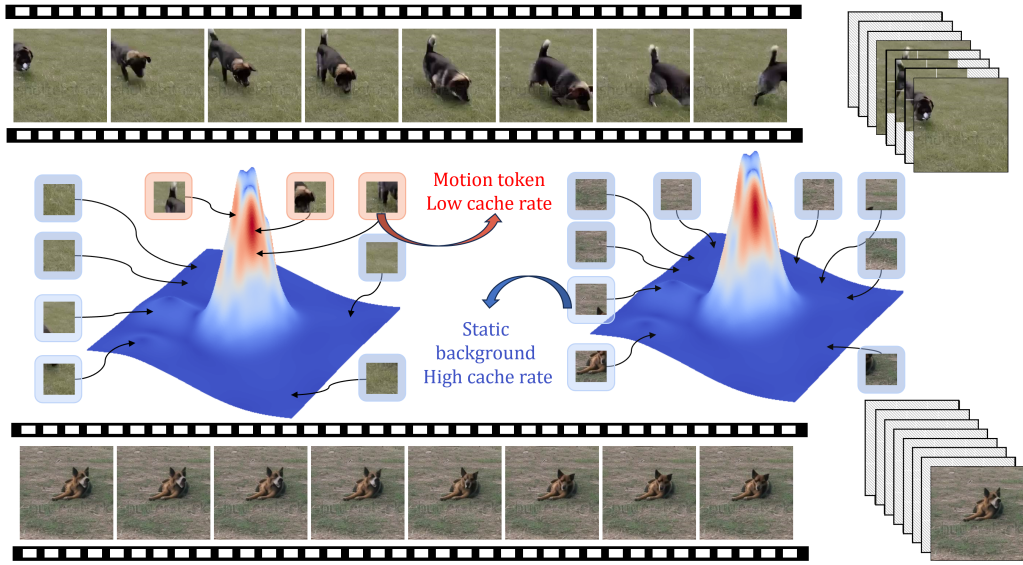 Motion token
Low cache rate
Static
background
High cache rate